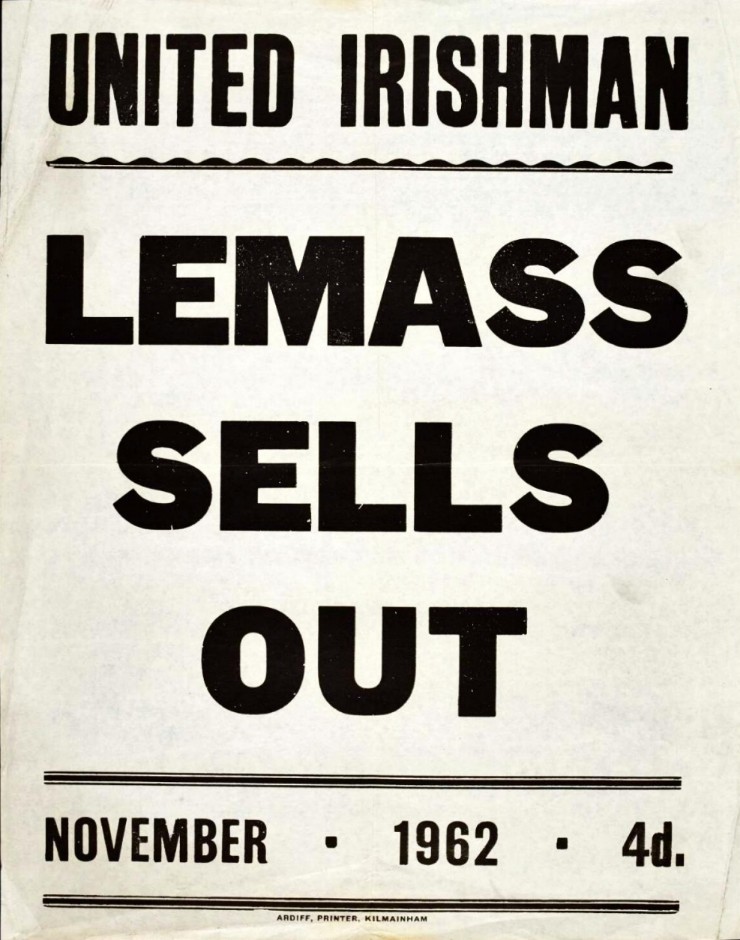 UNITED IRISHMAN
LEMASS
SELLS
OUT
NOVEMBER · 1962 · 4d.
ARDIFF, PRINTER, KILMAINHAM